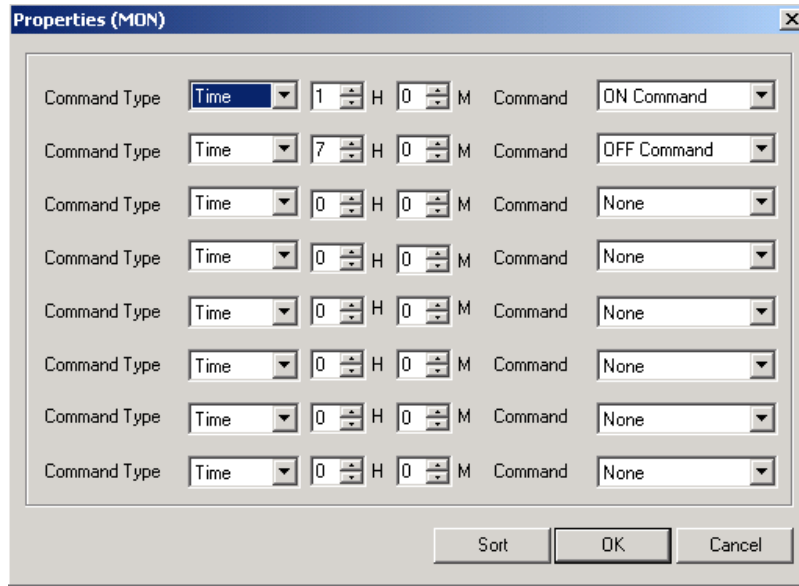 Properties (MON)
Command Type Time 1 H 0 M Command ON Command
Command Type Time 7 H 0 M Command OFF Command
Command Type Time 0 H 0 M Command None
Command Type Time 0 H 0 M Command None
Command Type Time 0 H 0 M Command None
Command Type Time 0 H 0 M Command None
Command Type Time 0 H 0 M Command None
Command Type Time 0 H 0 M Command None
Sort OK Cancel